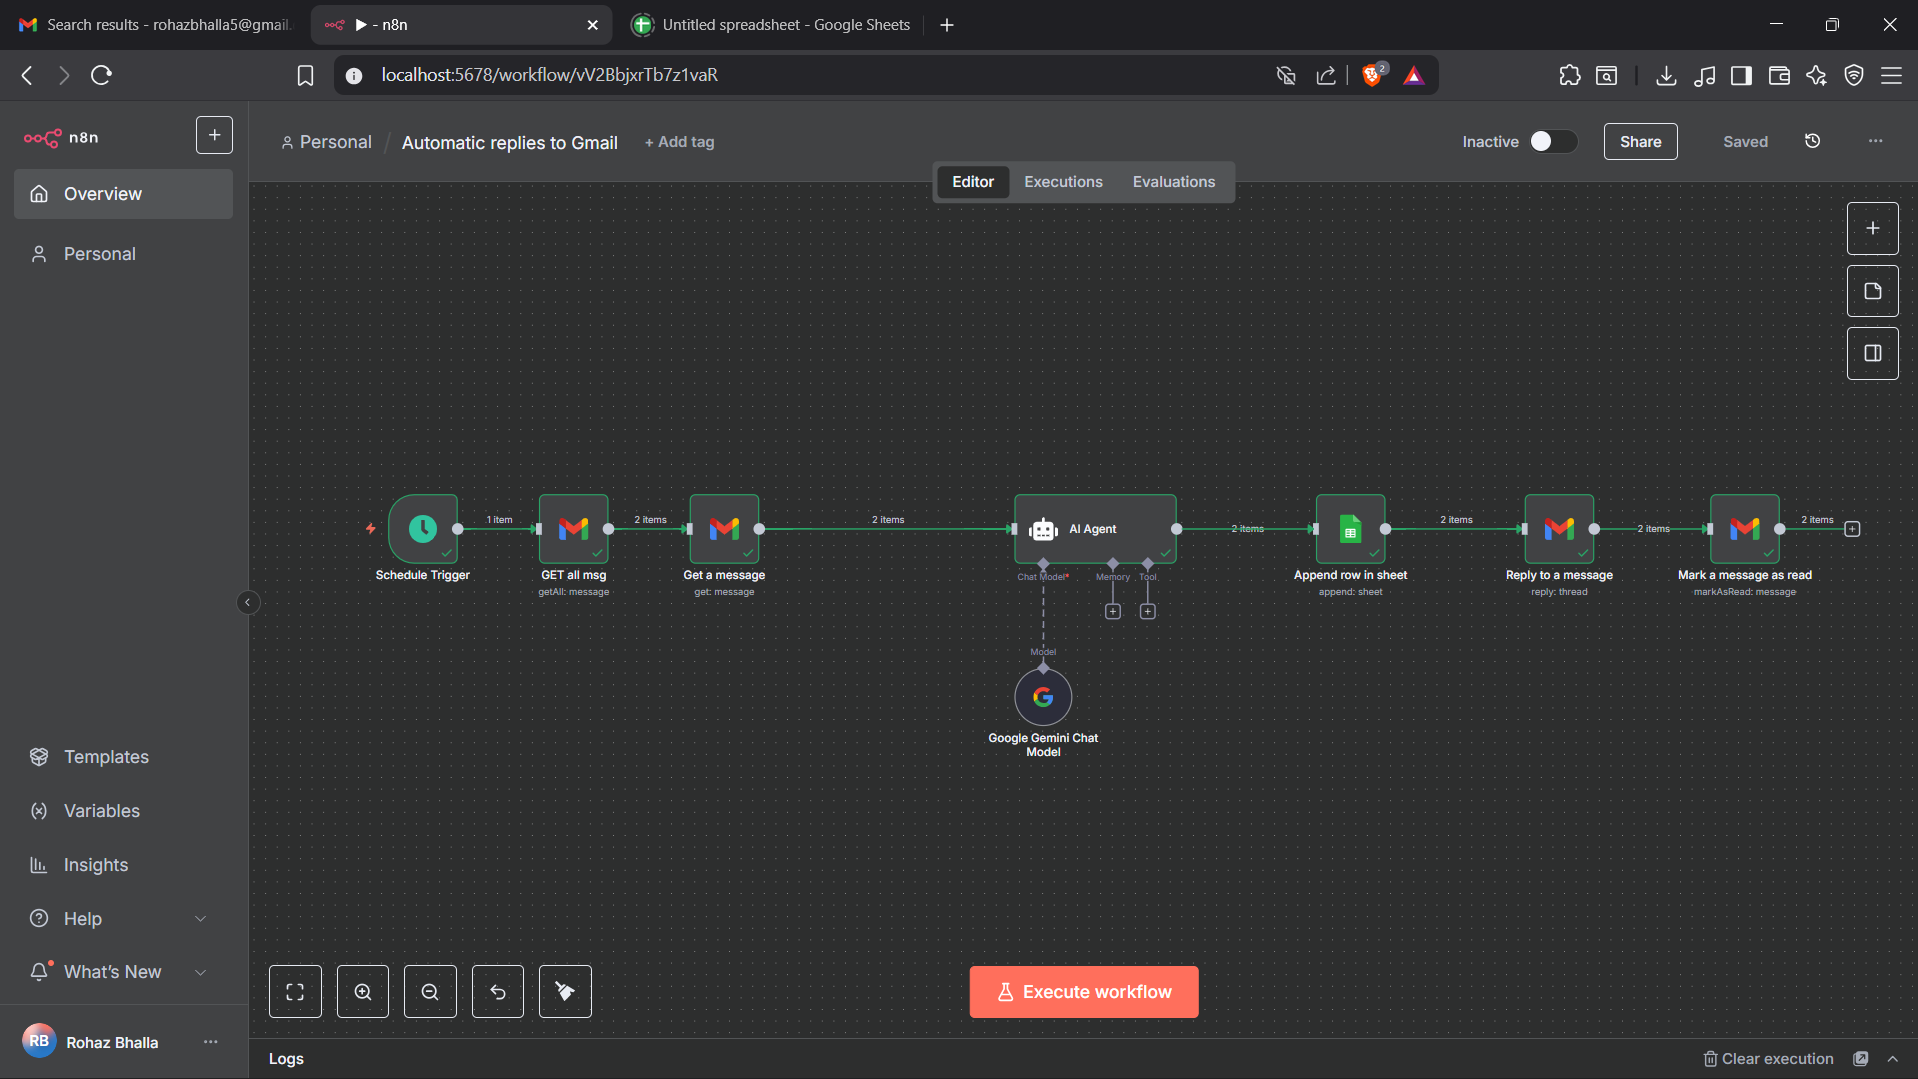 Search results - rohazbhalla5@gmail.
▶ - n8n
Untitled spreadsheet - Google Sheets
localhost:5678/workflow/vV2BbjxrTb7z1vaR
2
n8n
Personal / Automatic replies to Gmail + Add tag
Inactive
Share
Saved
Editor Executions Evaluations
Overview
Personal
1 item
2 items
2 items
2 items
2 items
2 items
2 items
AI Agent
Schedule Trigger
GET all msg
getAll: message
Get a message
get: message
Chat Model*
Memory
Tool
Append row in sheet
append: sheet
Reply to a message
reply: thread
Mark a message as read
markAsRead: message
Model
Google Gemini Chat
Model
Templates
Variables
Insights
Help
What's New
Execute workflow
RB
Rohaz Bhalla
Logs
Clear execution